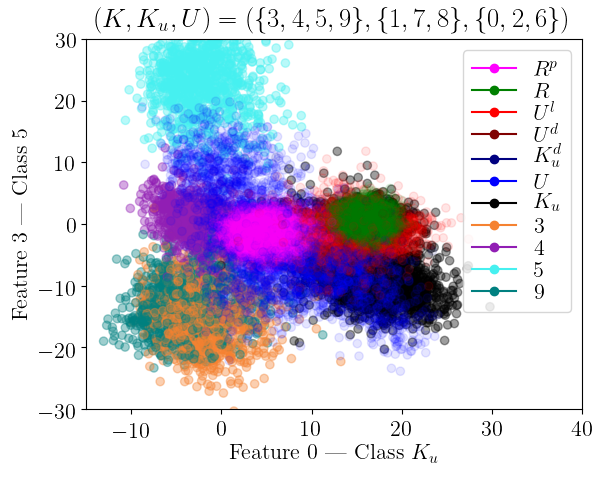 (K, K_u, U) = ({3, 4, 5, 9}, {1, 7, 8}, {0, 2, 6})
Feature 3 — Class 5
30
20
10
0
−10
−20
−30
−10 0 10 20 30 40
Feature 0 — Class K_u
R^p
R
U^l
U^d
K_u^d
U
K_u
3
4
5
9